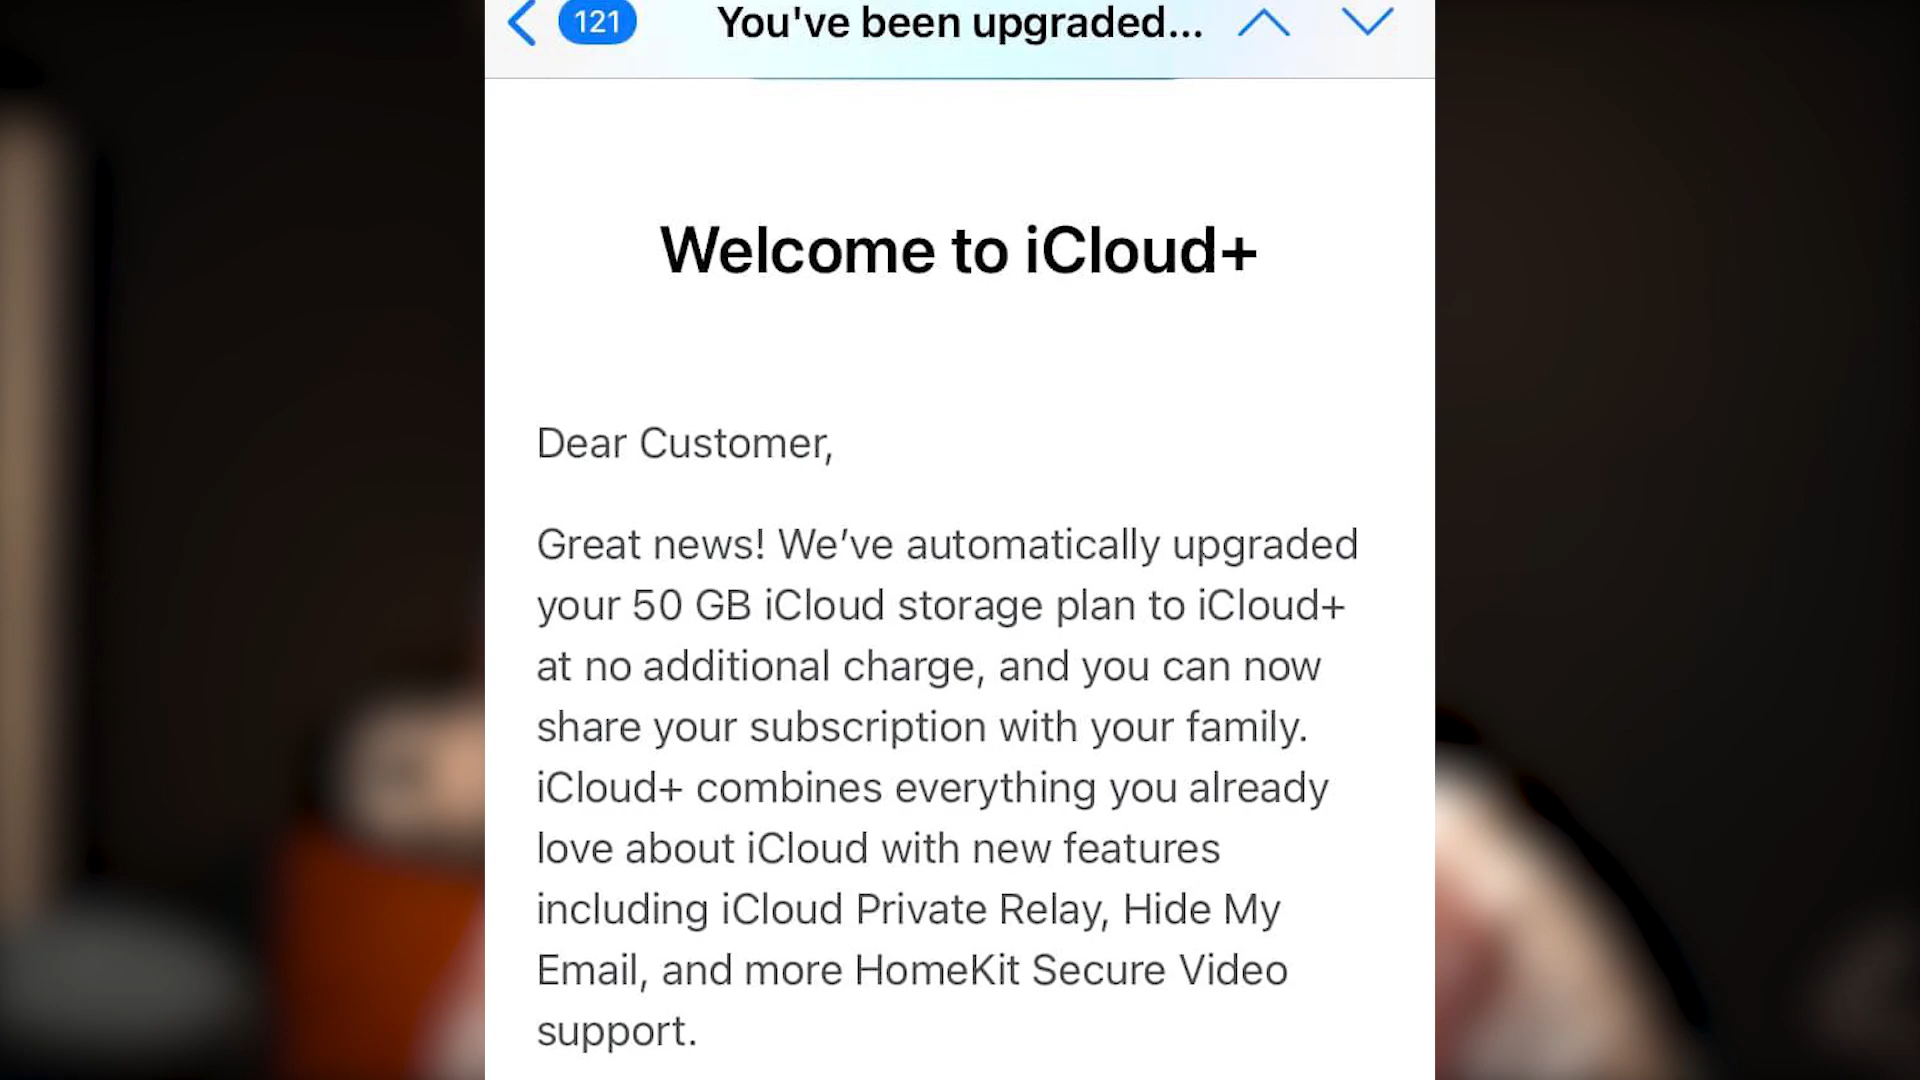 121
You've been upgraded...
Welcome to iCloud+
Dear Customer,
Great news! We’ve automatically upgraded
your 50 GB iCloud storage plan to iCloud+
at no additional charge, and you can now
share your subscription with your family.
iCloud+ combines everything you already
love about iCloud with new features
including iCloud Private Relay, Hide My
Email, and more HomeKit Secure Video
support.